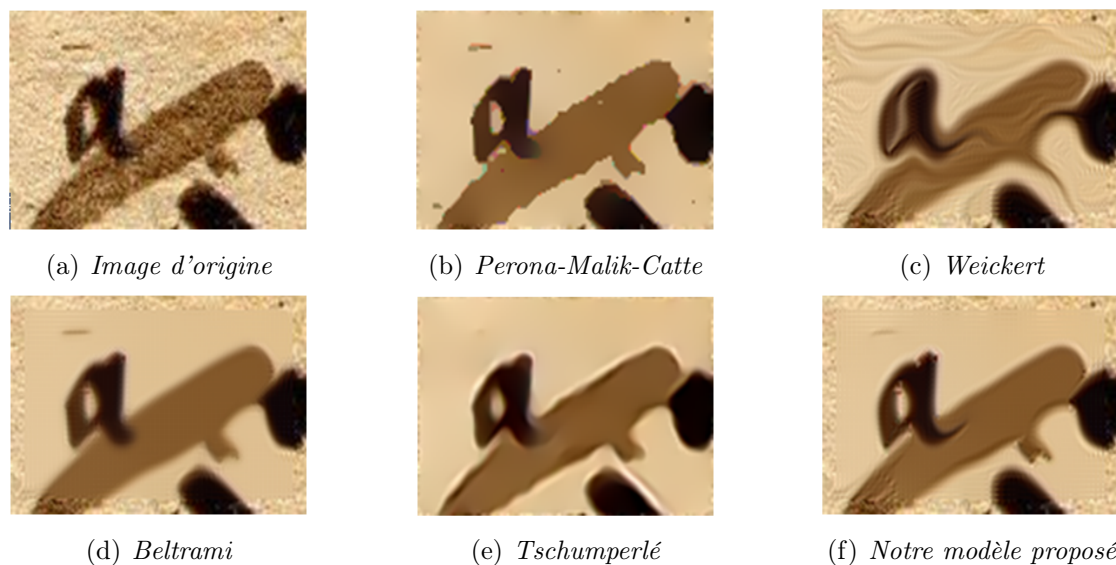 (a) Image d'origine (b) Perona-Malik-Catte (c) Weickert
(d) Beltrami (e) Tschumperlé (f) Notre modèle proposé